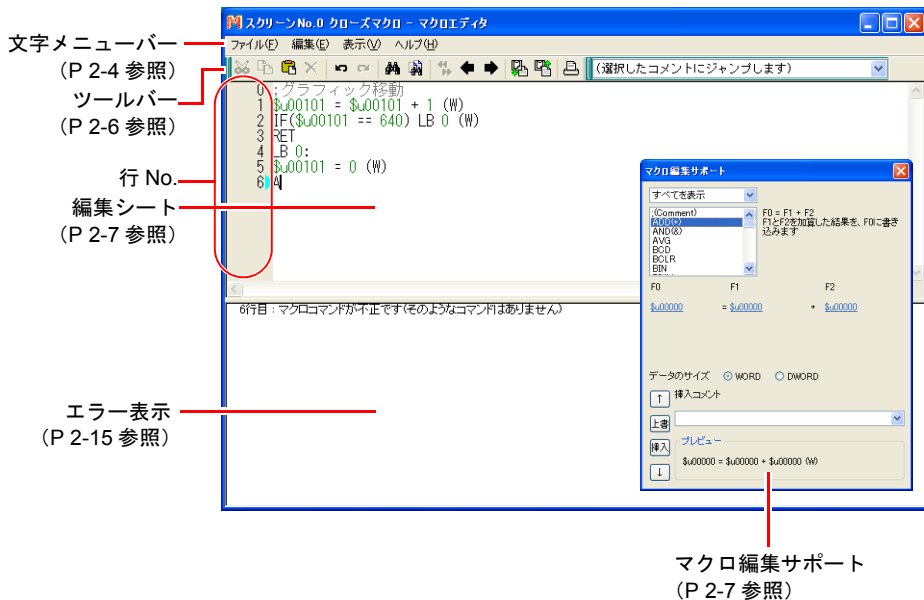 スクリーンNo.0 クローズマクロ - マクロエディタ
文字メニューバー
(P 2-4 参照)
ファイル(F) 編集(E) 表示(V) ヘルプ(H)
ツールバー
(P 2-6 参照)
(選択したコメントにジャンプします)
0 ;グラフィック移動
1 $u00101 = $u00101 + 1 (W)
2 IF($u00101 == 640) LB 0 (W)
3 RET
4 LB 0:
5 $u00101 = 0 (W)
6 A
行 No.
編集シート
(P 2-7 参照)
6行目 : マクロコマンドが不正です(そのようなコマンドはありません)
エラー表示
(P 2-15 参照)
マクロ編集サポート
すべてを表示
;(Comment)
ADD(+)
AND(&)
AVG
BCD
BCLR
BIN
F0 = F1 + F2
F1とF2を加算した結果を、F0に書き
込みます
F0 F1 F2
$u00000 = $u00000 + $u00000
データのサイズ WORD DWORD
↑ 挿入コメント
上書
挿入
↓
プレビュー
$u00000 = $u00000 + $u00000 (W)
マクロ編集サポート
(P 2-7 参照)